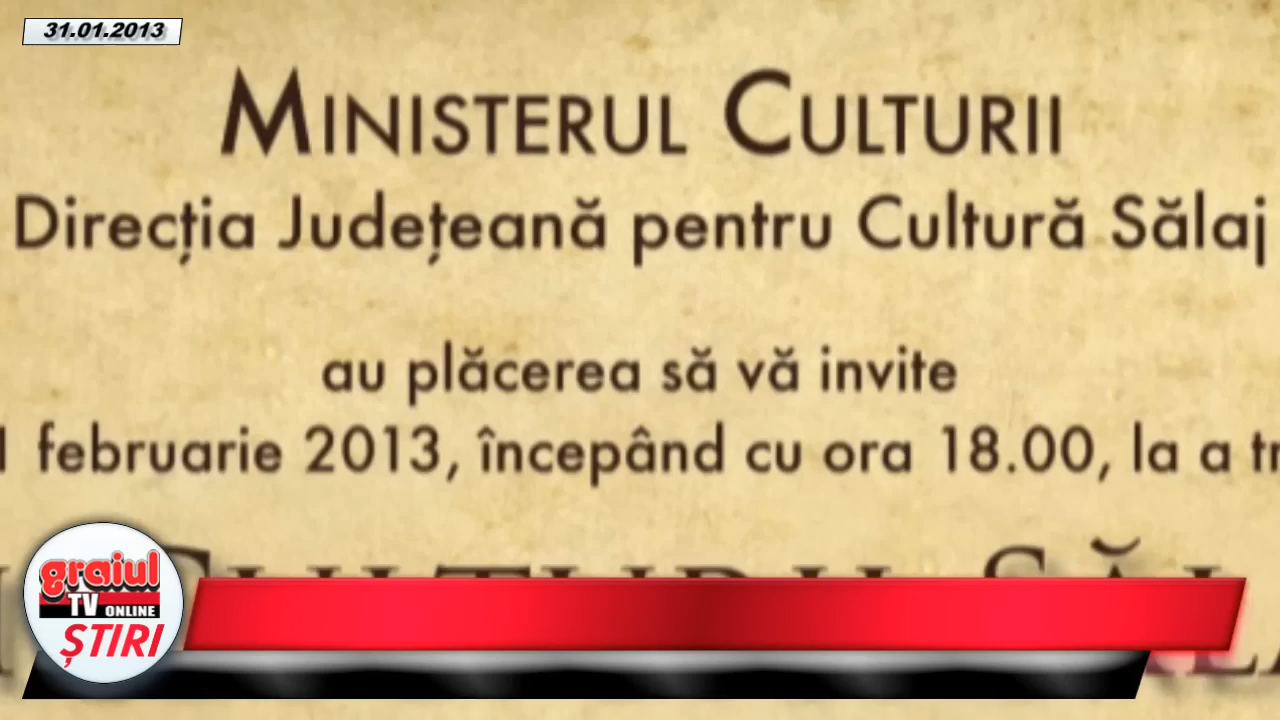 31.01.2013
MINISTERUL CULTURII
Direcția Județeană pentru Cultură Sălaj
au plăcerea să vă invite
februarie 2013, începând cu ora 18.00, la a
graiul
TV ONLINE
ȘTIRI